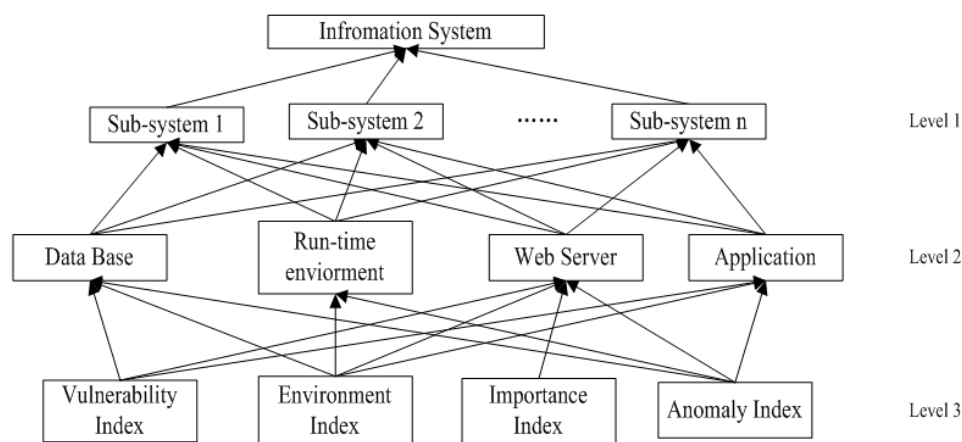 Infromation System
Sub-system 1
Sub-system 2
......
Sub-system n
Level 1
Data Base
Run-time
enviorment
Web Server
Application
Level 2
Vulnerability
Index
Environment
Index
Importance
Index
Anomaly Index
Level 3